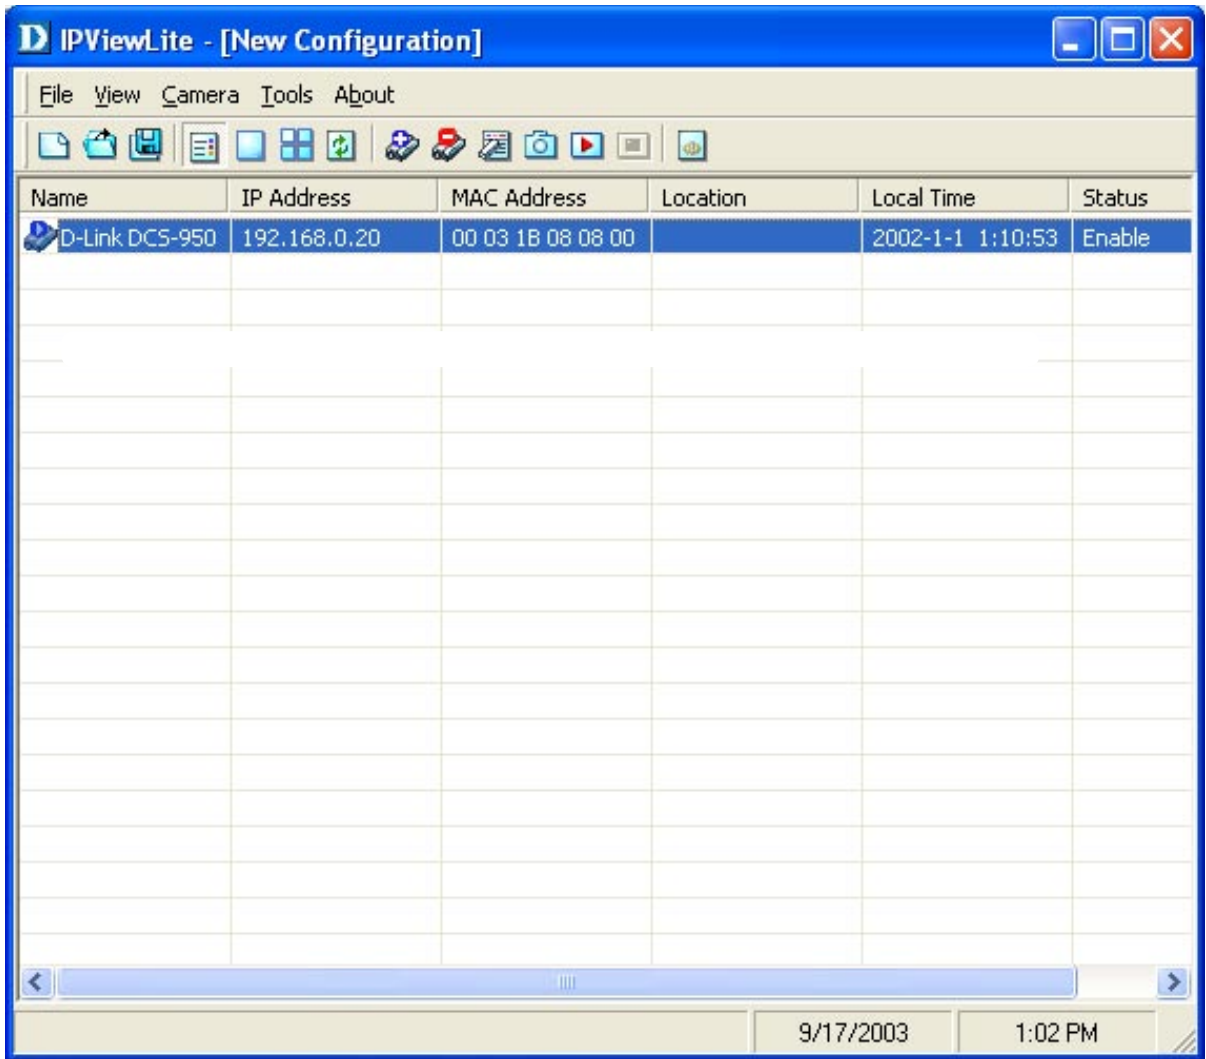 D IPViewLite - [New Configuration]
File View Camera Tools About
Name IP Address MAC Address Location Local Time Status
D-Link DCS-950 192.168.0.20 00 03 1B 08 08 00 2002-1-1 1:10:53 Enable
9/17/2003 1:02 PM